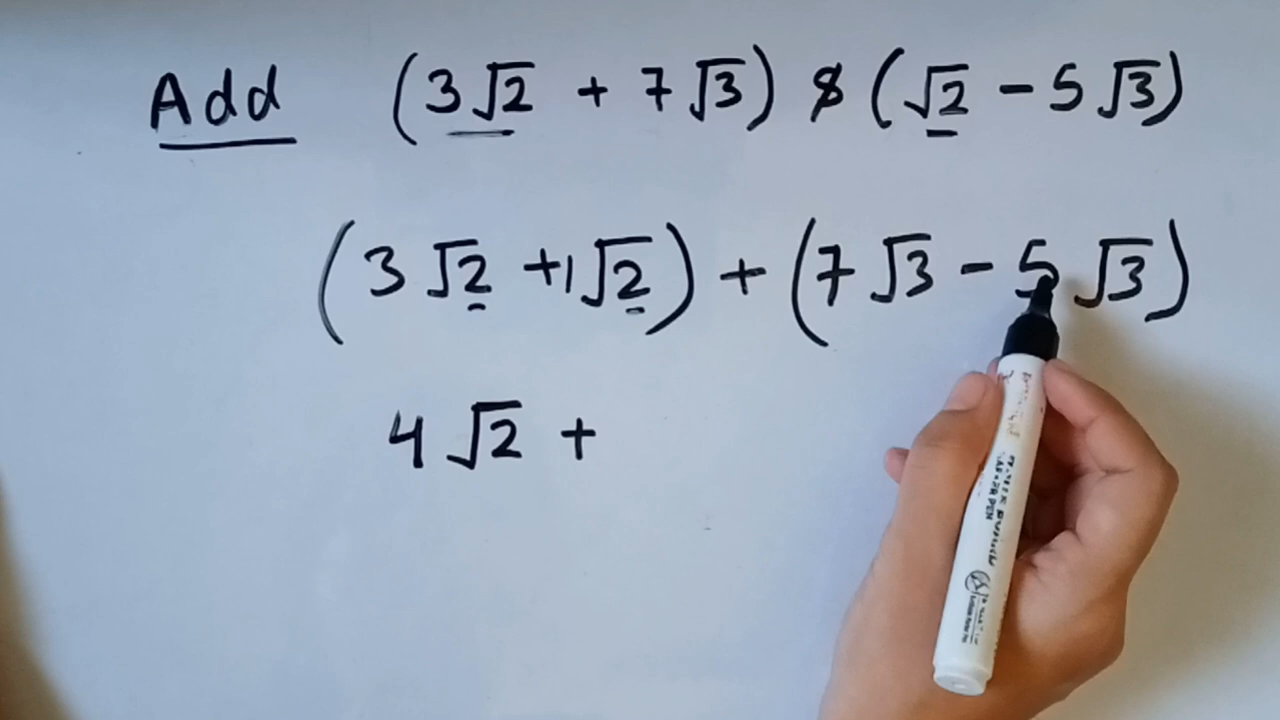 Add (3√2 + 7√3) & (√2 - 5√3)
(3√2 + 1√2) + (7√3 - 5√3)
4√2 +